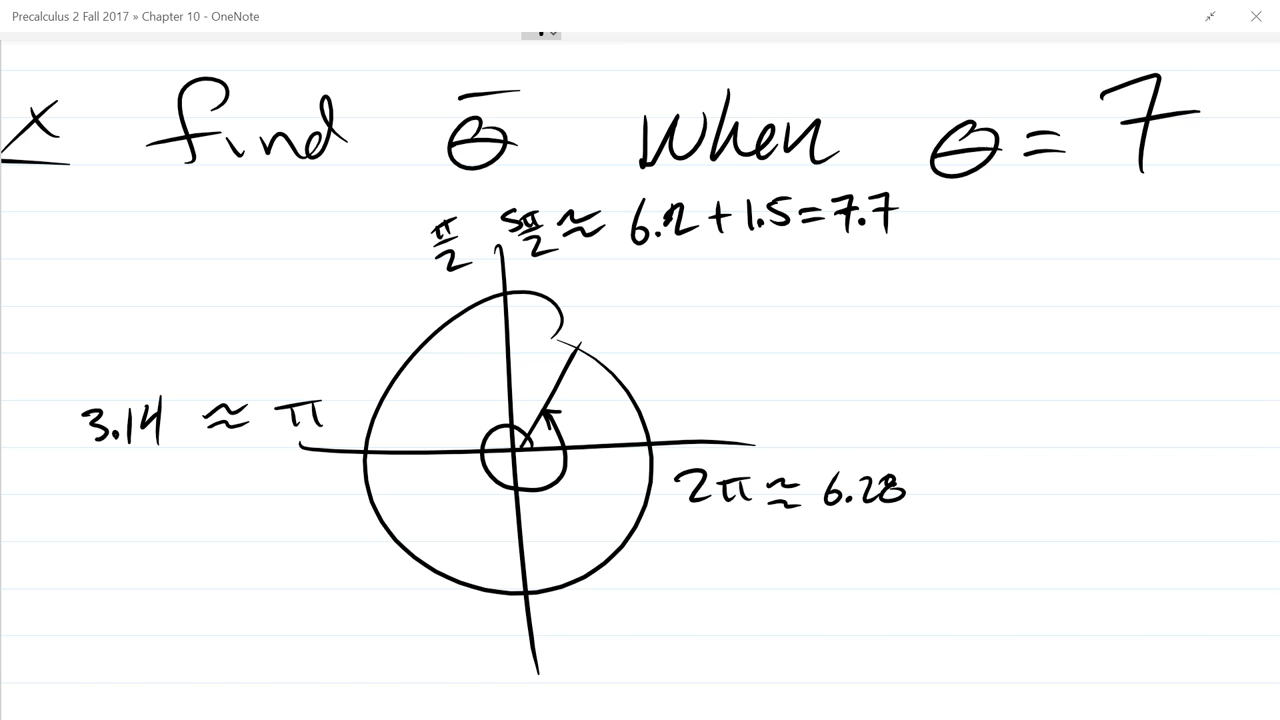 Precalculus 2 Fall 2017 » Chapter 10 - OneNote
x find θ̅ when θ = 7
π/2 5π/2 ≈ 6.2 + 1.5 = 7.7
3.14 ≈ π
2π ≈ 6.28